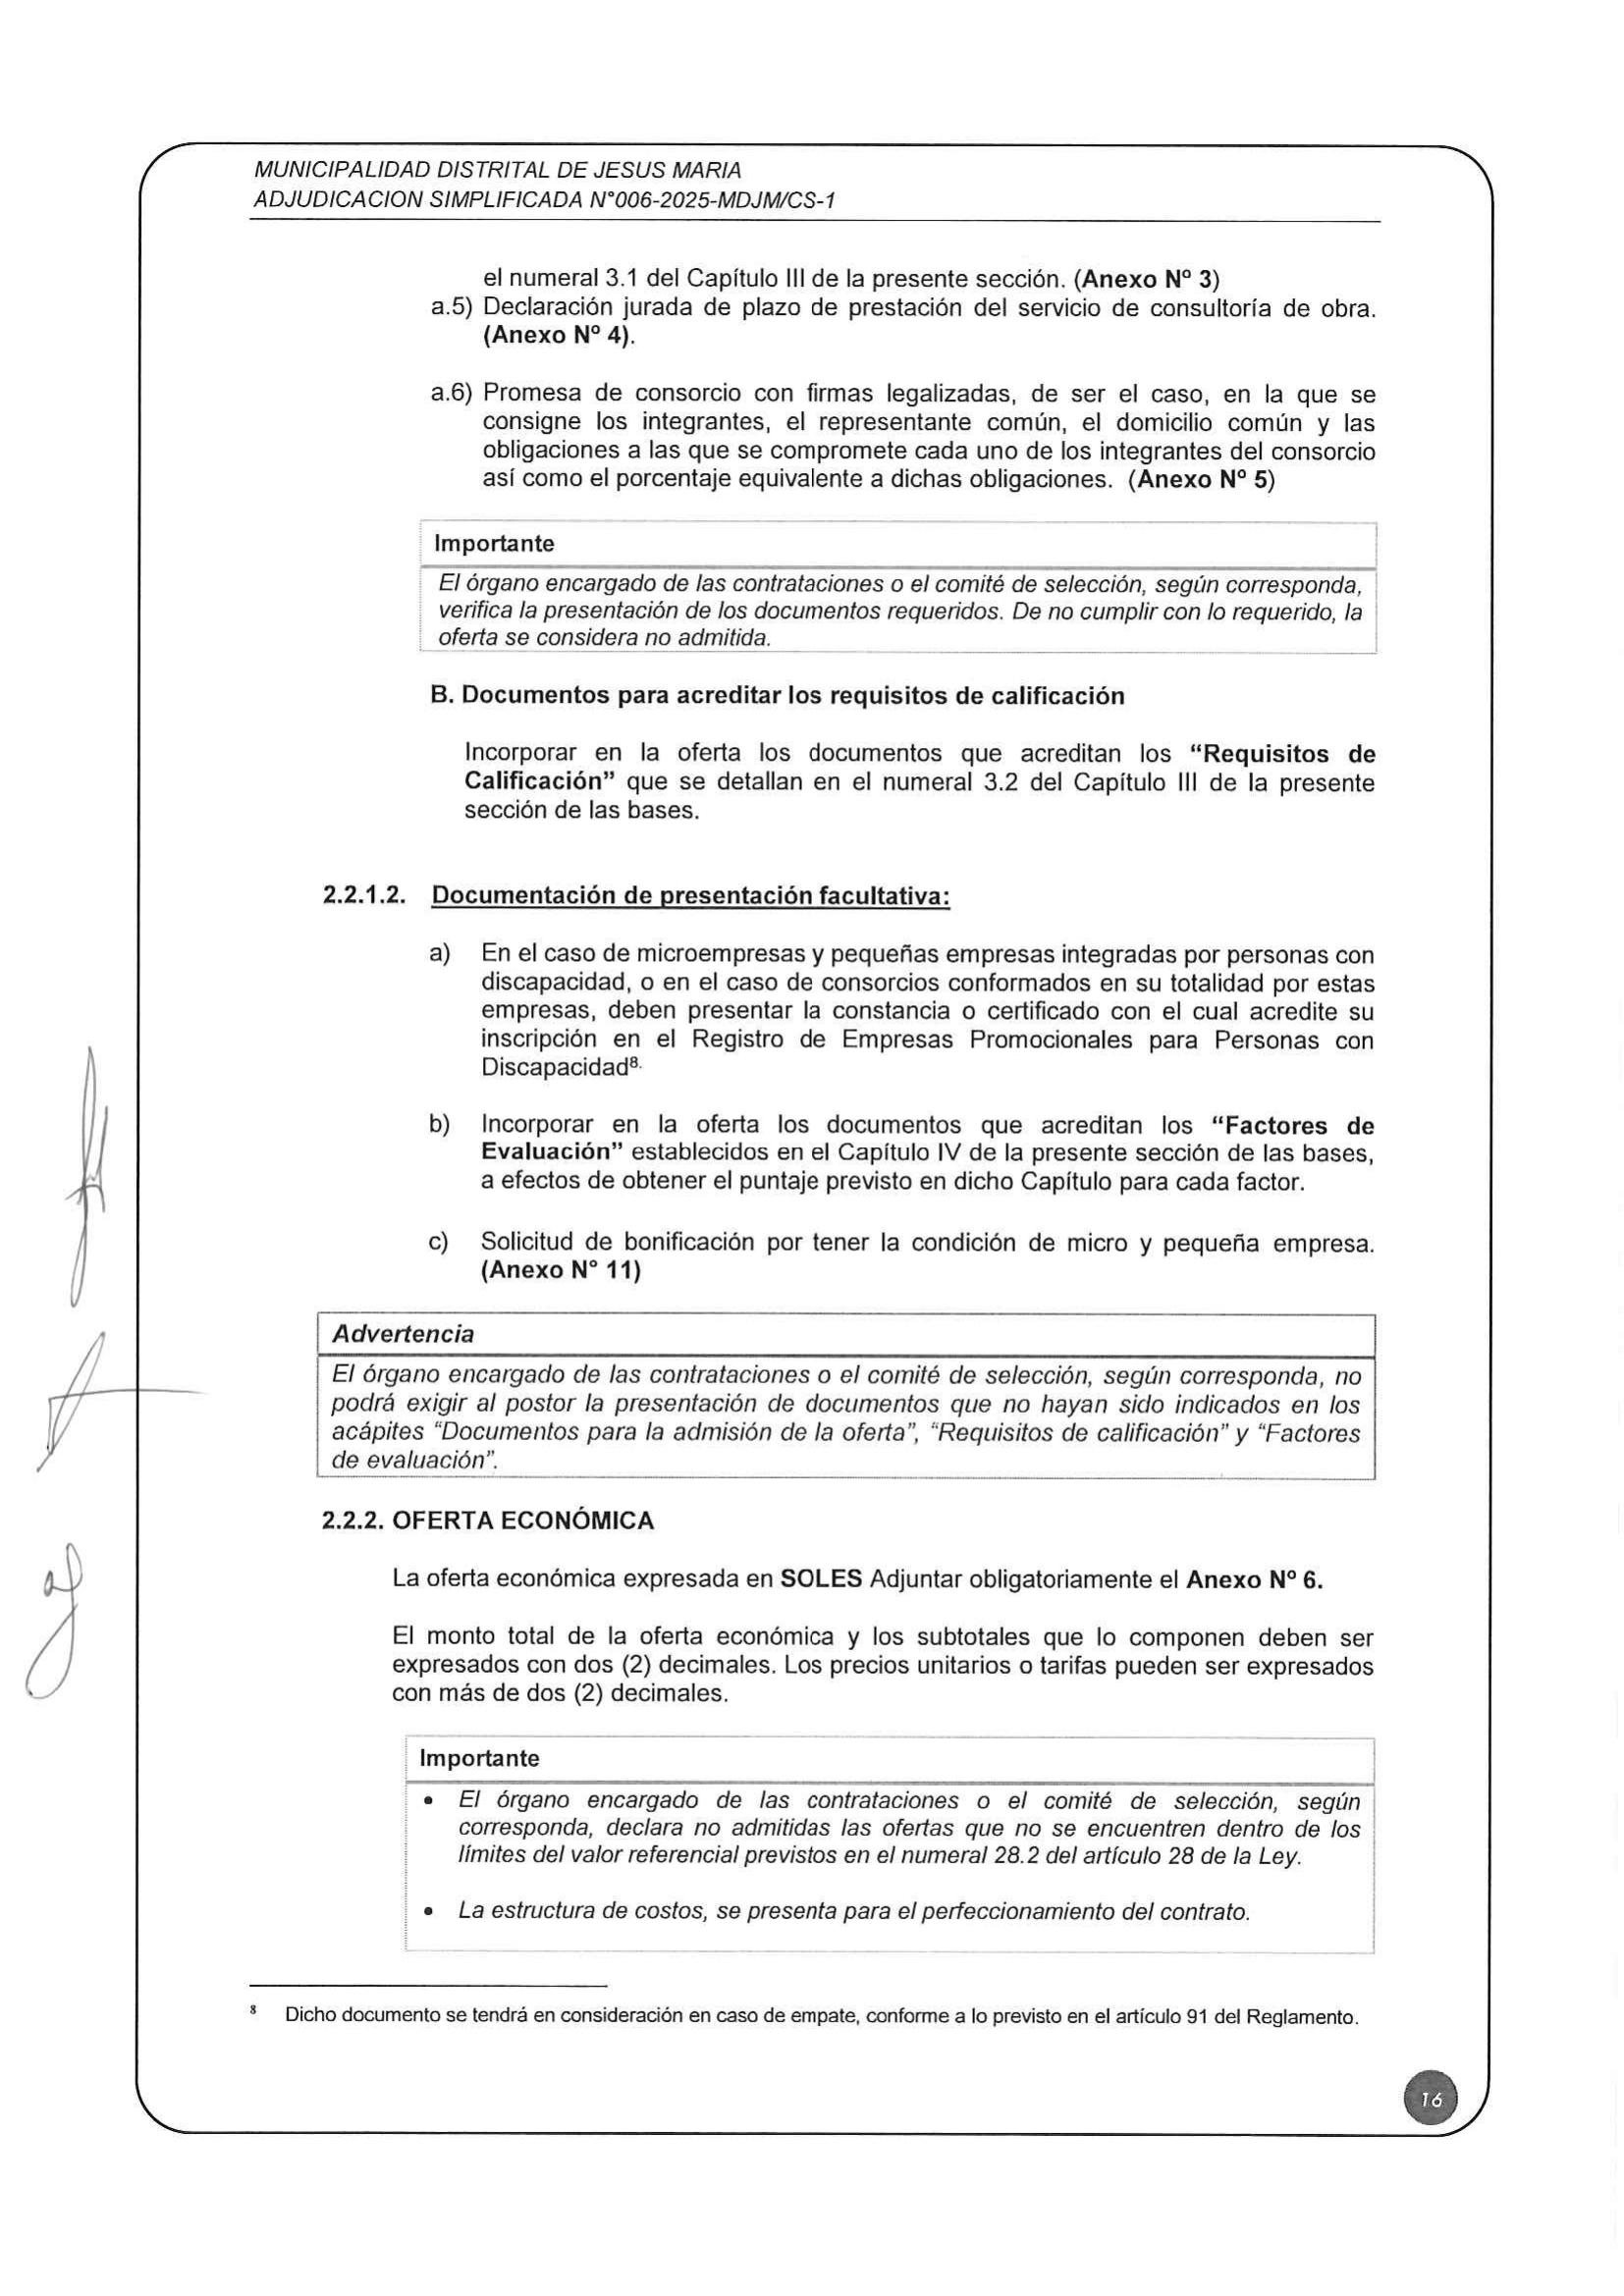 MUNICIPALIDAD DISTRITAL DE JESUS MARIA
ADJUDICACION SIMPLIFICADA N°006-2025-MDJM/CS-1
el numeral 3.1 del Capítulo III de la presente sección. (Anexo Nº 3)
a.5) Declaración jurada de plazo de prestación del servicio de consultoría de obra.
(Anexo Nº 4).
a.6) Promesa de consorcio con firmas legalizadas, de ser el caso, en la que se
consigne los integrantes, el representante común, el domicilio común y las
obligaciones a las que se compromete cada uno de los integrantes del consorcio
así como el porcentaje equivalente a dichas obligaciones. (Anexo Nº 5)
Importante
El órgano encargado de las contrataciones o el comité de selección, según corresponda,
verifica la presentación de los documentos requeridos. De no cumplir con lo requerido, la
oferta se considera no admitida.
B. Documentos para acreditar los requisitos de calificación
Incorporar en la oferta los documentos que acreditan los “Requisitos de
Calificación” que se detallan en el numeral 3.2 del Capítulo III de la presente
sección de las bases.
2.2.1.2. Documentación de presentación facultativa:
a) En el caso de microempresas y pequeñas empresas integradas por personas con
discapacidad, o en el caso de consorcios conformados en su totalidad por estas
empresas, deben presentar la constancia o certificado con el cual acredite su
inscripción en el Registro de Empresas Promocionales para Personas con
Discapacidad⁸.
b) Incorporar en la oferta los documentos que acreditan los “Factores de
Evaluación” establecidos en el Capítulo IV de la presente sección de las bases,
a efectos de obtener el puntaje previsto en dicho Capítulo para cada factor.
c) Solicitud de bonificación por tener la condición de micro y pequeña empresa.
(Anexo N° 11)
Advertencia
El órgano encargado de las contrataciones o el comité de selección, según corresponda, no
podrá exigir al postor la presentación de documentos que no hayan sido indicados en los
acápites “Documentos para la admisión de la oferta”, “Requisitos de calificación” y “Factores
de evaluación”.
2.2.2. OFERTA ECONÓMICA
La oferta económica expresada en SOLES Adjuntar obligatoriamente el Anexo Nº 6.
El monto total de la oferta económica y los subtotales que lo componen deben ser
expresados con dos (2) decimales. Los precios unitarios o tarifas pueden ser expresados
con más de dos (2) decimales.
Importante
• El órgano encargado de las contrataciones o el comité de selección, según
corresponda, declara no admitidas las ofertas que no se encuentren dentro de los
límites del valor referencial previstos en el numeral 28.2 del artículo 28 de la Ley.
• La estructura de costos, se presenta para el perfeccionamiento del contrato.
⁸ Dicho documento se tendrá en consideración en caso de empate, conforme a lo previsto en el artículo 91 del Reglamento.
16